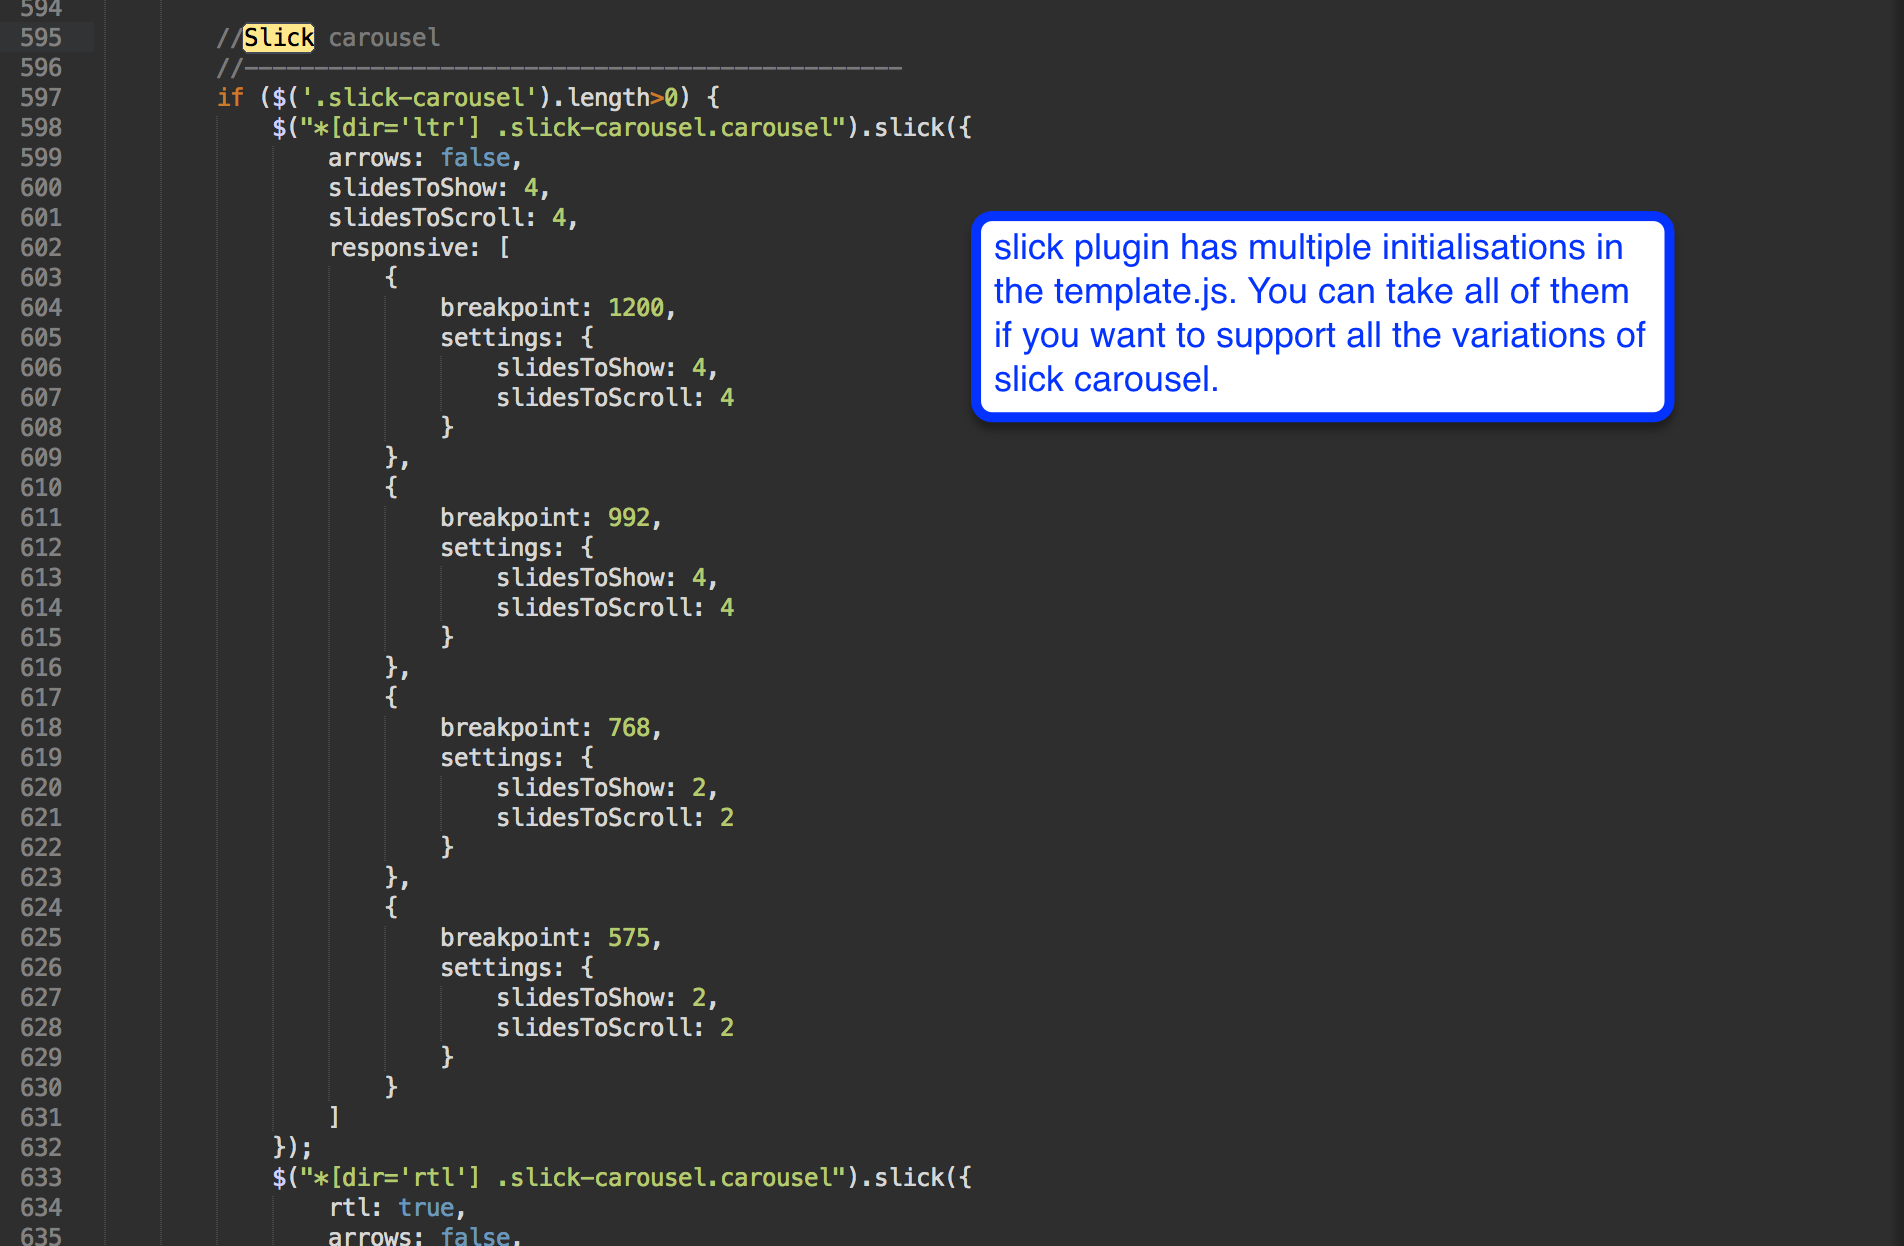 594
595 //Slick carousel
596 //-----------------------------------------------
597 if ($('.slick-carousel').length>0) {
598 $("*[dir='ltr'] .slick-carousel.carousel").slick({
599 arrows: false,
600 slidesToShow: 4,
601 slidesToScroll: 4,
602 responsive: [
603 {
604 breakpoint: 1200,
605 settings: {
606 slidesToShow: 4,
607 slidesToScroll: 4
608 }
609 },
610 {
611 breakpoint: 992,
612 settings: {
613 slidesToShow: 4,
614 slidesToScroll: 4
615 }
616 },
617 {
618 breakpoint: 768,
619 settings: {
620 slidesToShow: 2,
621 slidesToScroll: 2
622 }
623 },
624 {
625 breakpoint: 575,
626 settings: {
627 slidesToShow: 2,
628 slidesToScroll: 2
629 }
630 }
631 ]
632 });
633 $("*[dir='rtl'] .slick-carousel.carousel").slick({
634 rtl: true,
635 arrows: false,
slick plugin has multiple initialisations in
the template.js. You can take all of them
if you want to support all the variations of
slick carousel.